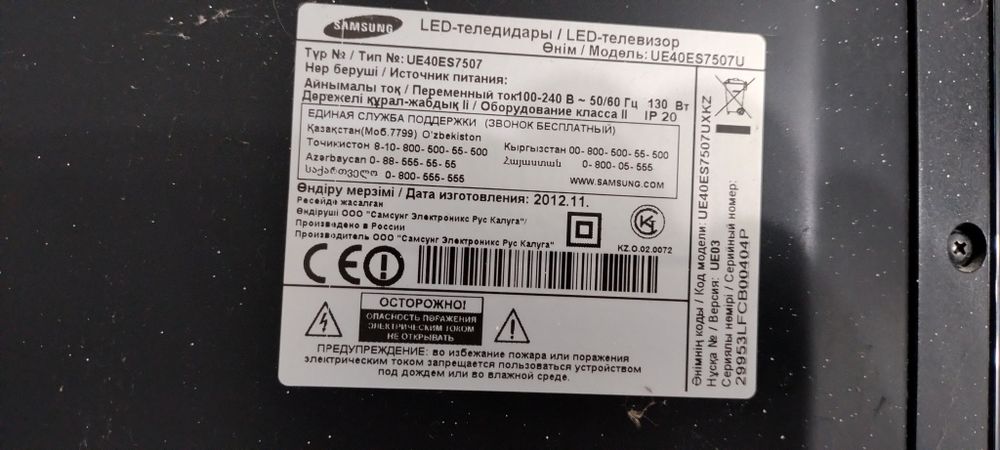 SAMSUNG
LED-теледидары / LED-телевизор
Өнім / Модель: UE40ES7507U
Түр № / Тип №: UE40ES7507
Нәр беруші / Источник питания:
Айнымалы ток / Переменный ток100-240 В ~ 50/60 Гц 130 Вт
Дәрежелі құрал-жабдық II / Оборудование класса II IP 20
ЕДИНАЯ СЛУЖБА ПОДДЕРЖКИ (ЗВОНОК БЕСПЛАТНЫЙ)
Қазақстан(Моб.7799) O'zbekiston
Тоҷикистон 8-10-800-500-55-500
Кыргызстан 00-800-500-55-500
Azərbaycan 0-88-555-55-55
Հայաստան 0-800-05-555
საქართველო 0-800-555-555
WWW.SAMSUNG.COM
Өндіру мерзімі / Дата изготовления: 2012.11.
Ресейде жасалған
Өндіруші ООО "Самсунг Электроникс Рус Калуга"/
Произведено в России
Производитель ООО "Самсунг Электроникс Рус Калуга"
KZ.O.02.0072
CE
ОСТОРОЖНО!
ОПАСНОСТЬ ПОРАЖЕНИЯ
ЭЛЕКТРИЧЕСКИМ ТОКОМ
НЕ ОТКРЫВАТЬ
ПРЕДУПРЕЖДЕНИЕ: во избежание пожара или поражения
электрическим током запрещается пользоваться устройством
под дождем или во влажной среде.
Өнімнің коды / Код модели: UE40ES7507UXKZ
Нұсқа № / Версия: UE03
Сериялы нөмірі / Серийный номер:
29953LFCB00404P